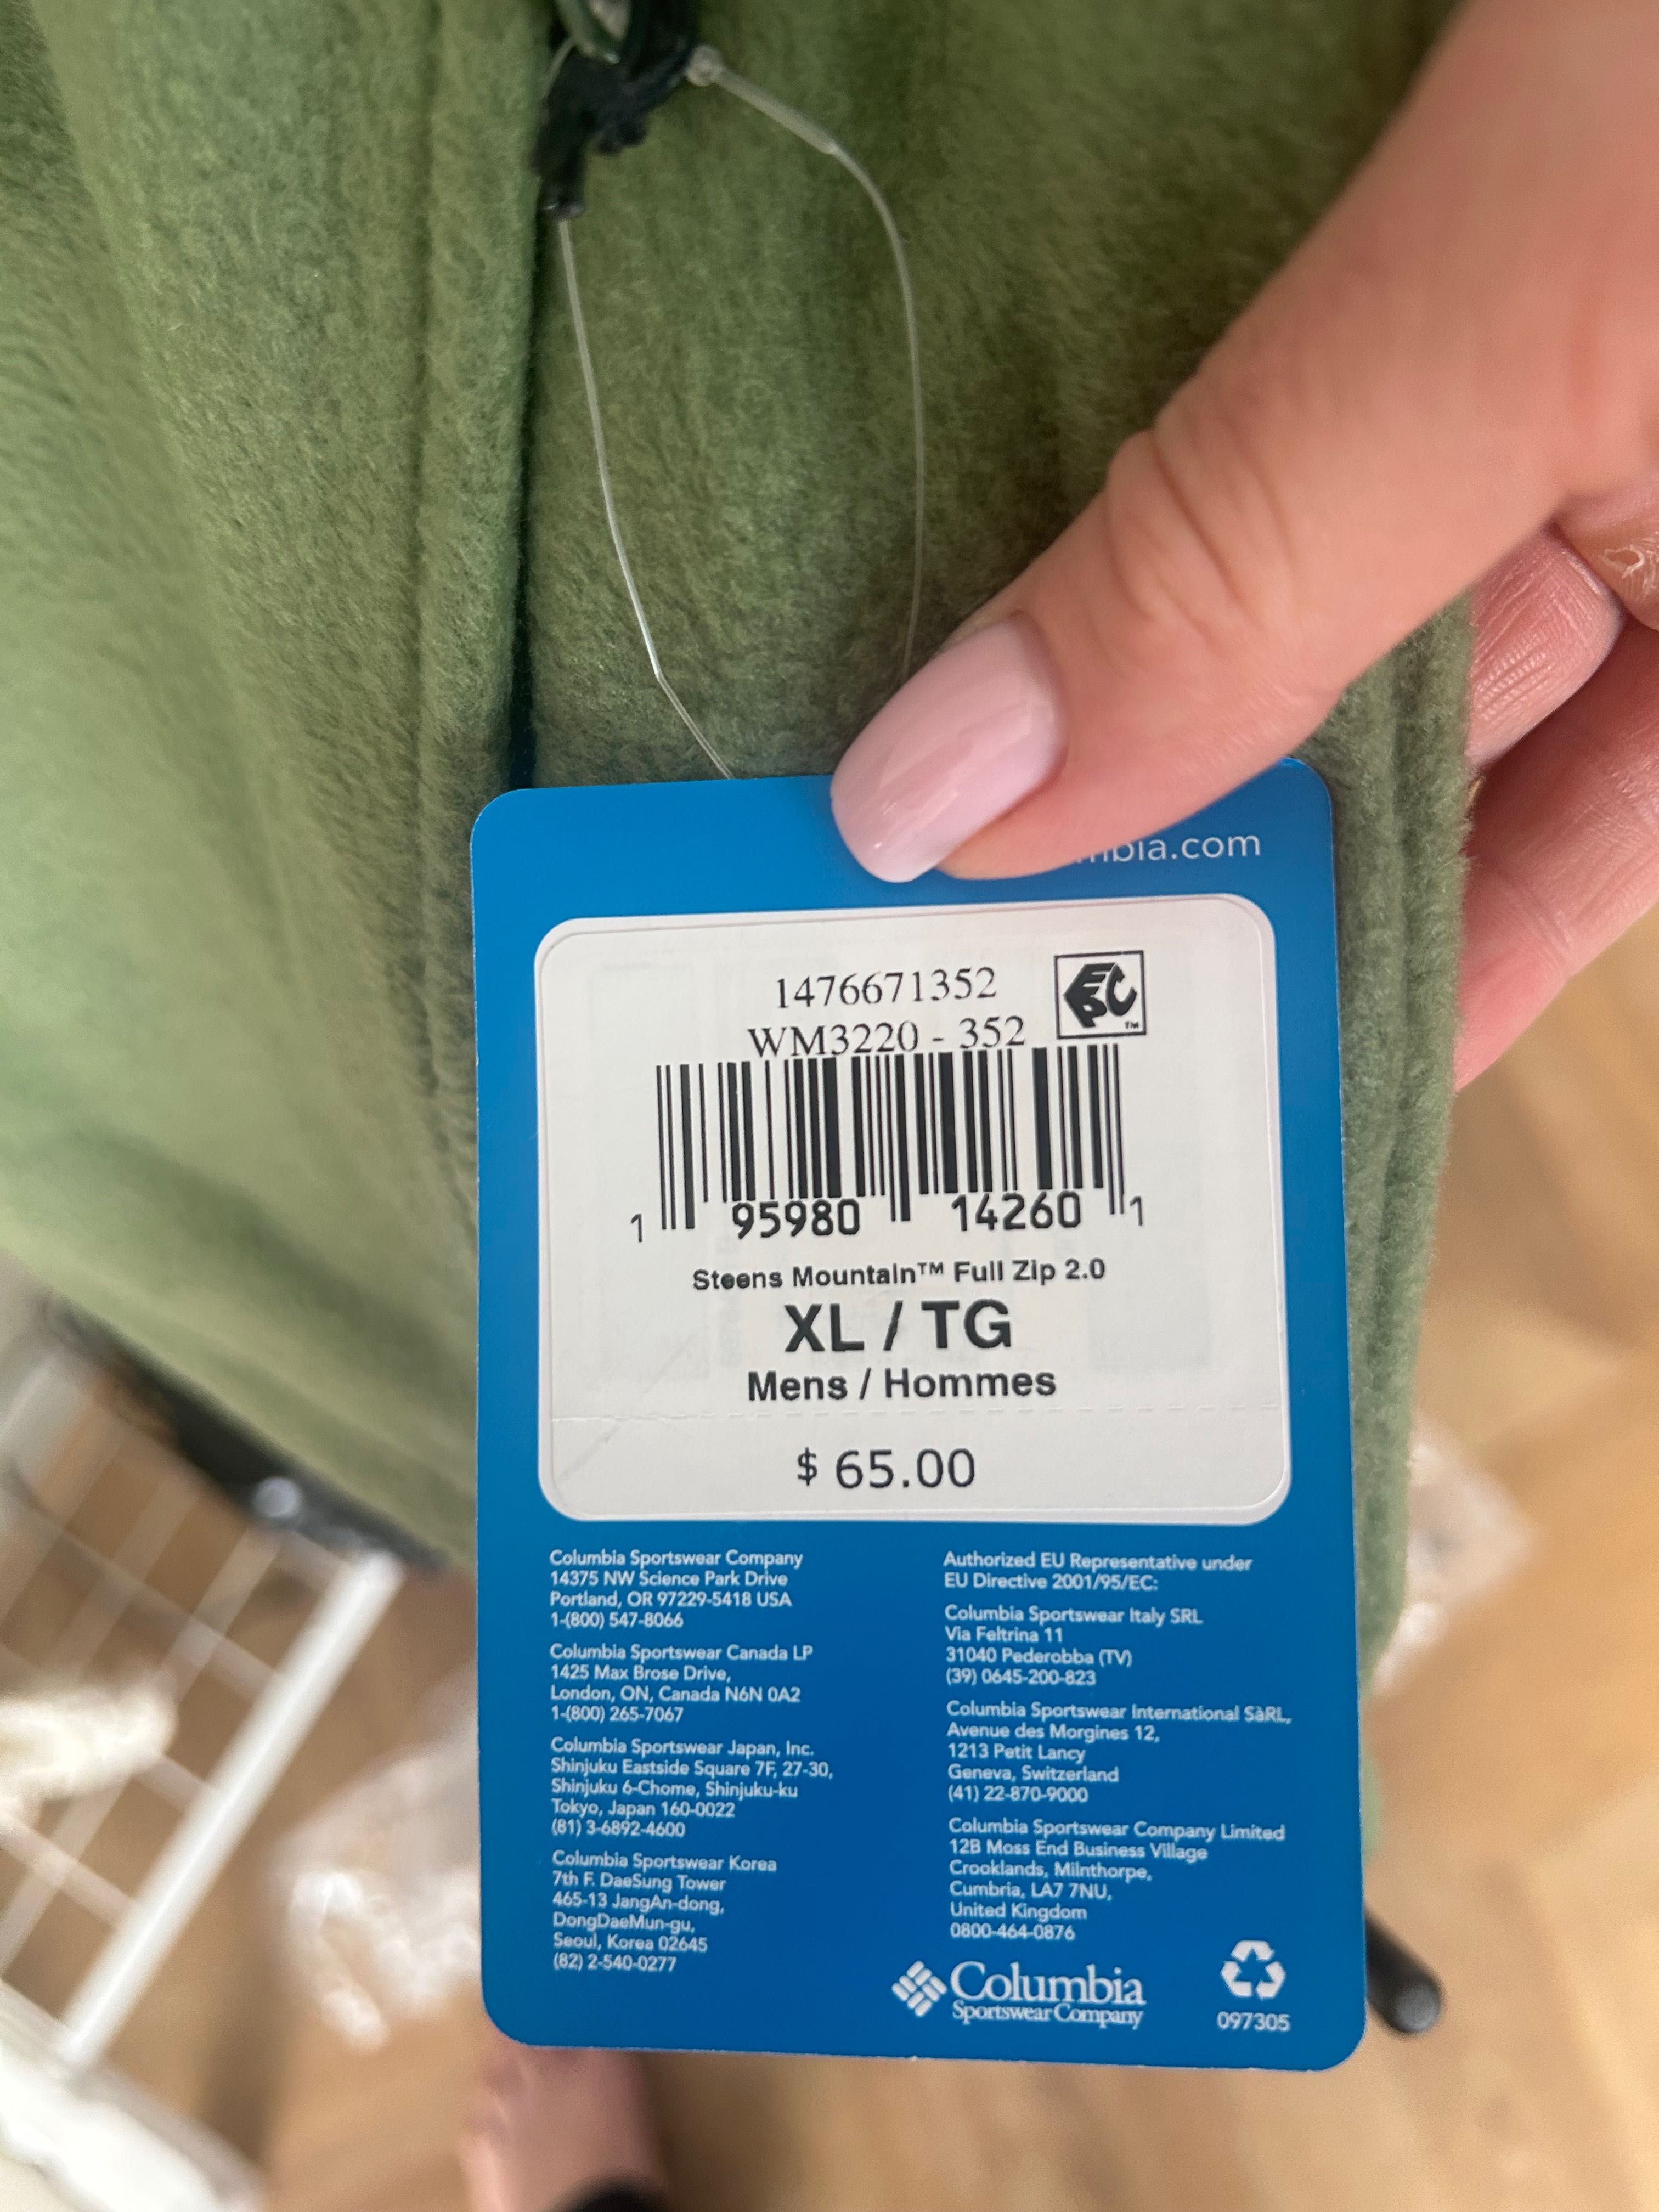 1476671352
WM3220 - 352
EPC
TM
1 95980 14260 1
Steens Mountain™ Full Zip 2.0
XL / TG
Mens / Hommes
$ 65.00
Columbia Sportswear Company
14375 NW Science Park Drive
Portland, OR 97229-5418 USA
1-(800) 547-8066
Columbia Sportswear Canada LP
1425 Max Brose Drive,
London, ON, Canada N6N 0A2
1-(800) 265-7067
Columbia Sportswear Japan, Inc.
Shinjuku Eastside Square 7F, 27-30,
Shinjuku 6-Chome, Shinjuku-ku
Tokyo, Japan 160-0022
(81) 3-6892-4600
Columbia Sportswear Korea
7th F. DaeSung Tower
465-13 JangAn-dong,
DongDaeMun-gu,
Seoul, Korea 02645
(82) 2-540-0277
Authorized EU Representative under
EU Directive 2001/95/EC:
Columbia Sportswear Italy SRL
Via Feltrina 11
31040 Pederobba (TV)
(39) 0645-200-823
Columbia Sportswear International SàRL,
Avenue des Morgines 12,
1213 Petit Lancy
Geneva, Switzerland
(41) 22-870-9000
Columbia Sportswear Company Limited
12B Moss End Business Village
Crooklands, Milnthorpe,
Cumbria, LA7 7NU,
United Kingdom
0800-464-0876
Columbia
Sportswear Company
097305